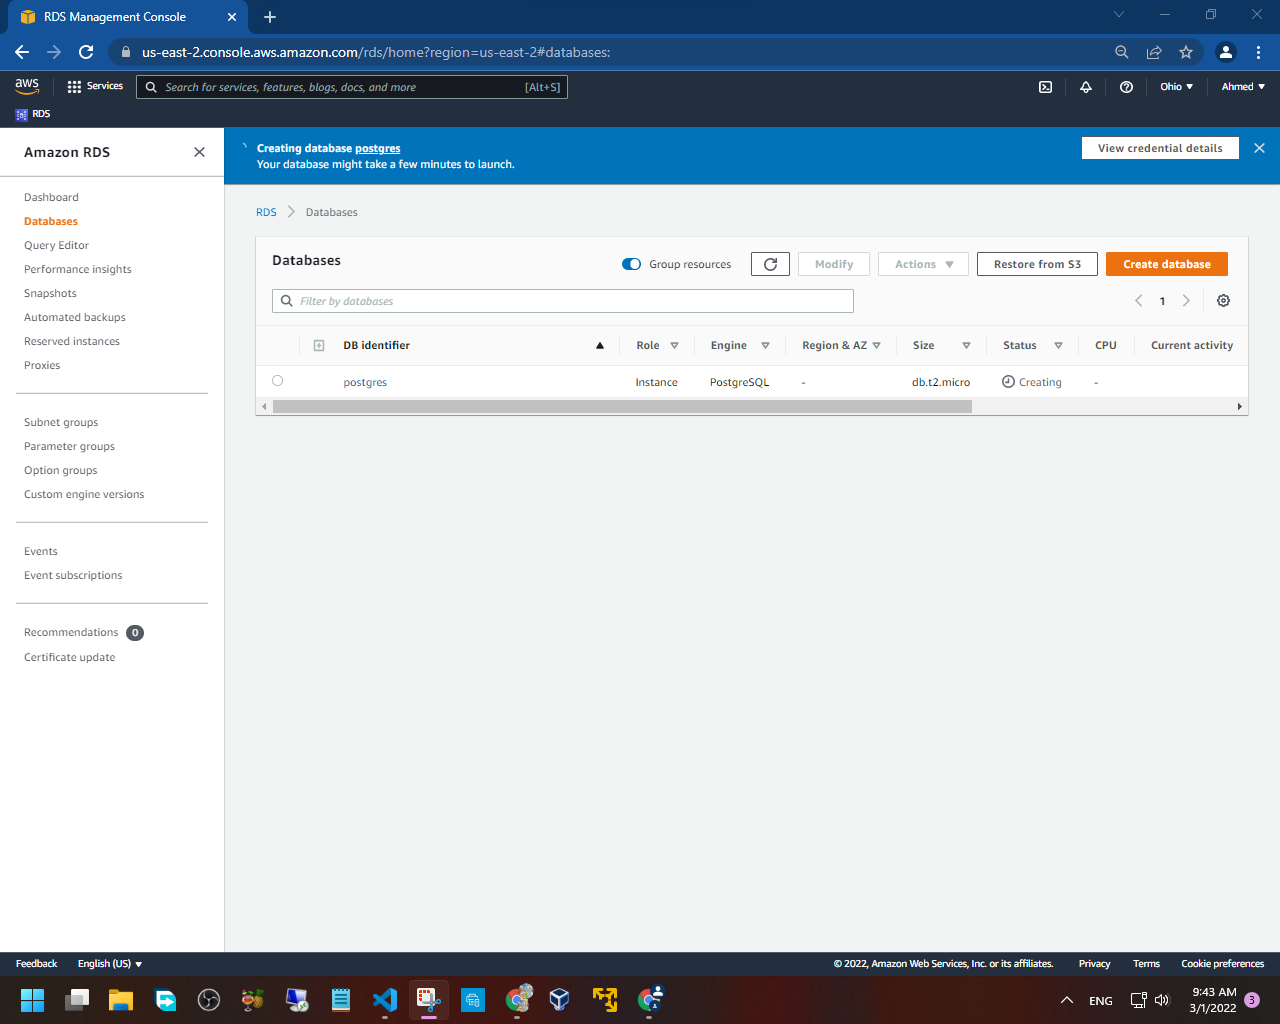 RDS Management Console
us-east-2.console.aws.amazon.com/rds/home?region=us-east-2#databases:
aws
Services
Search for services, features, blogs, docs, and more
[Alt+S]
Ohio
Ahmed
RDS
Amazon RDS
Dashboard
Databases
Query Editor
Performance insights
Snapshots
Automated backups
Reserved instances
Proxies
Subnet groups
Parameter groups
Option groups
Custom engine versions
Events
Event subscriptions
Recommendations 0
Certificate update
Creating database postgres
Your database might take a few minutes to launch.
View credential details
RDS Databases
Databases
Group resources
Modify
Actions
Restore from S3
Create database
Filter by databases
1
DB identifier Role Engine Region & AZ Size Status CPU Current activity
postgres Instance PostgreSQL - db.t2.micro Creating -
Feedback English (US) © 2022, Amazon Web Services, Inc. or its affiliates. Privacy Terms Cookie preferences
ENG
9:43 AM
3/1/2022
3